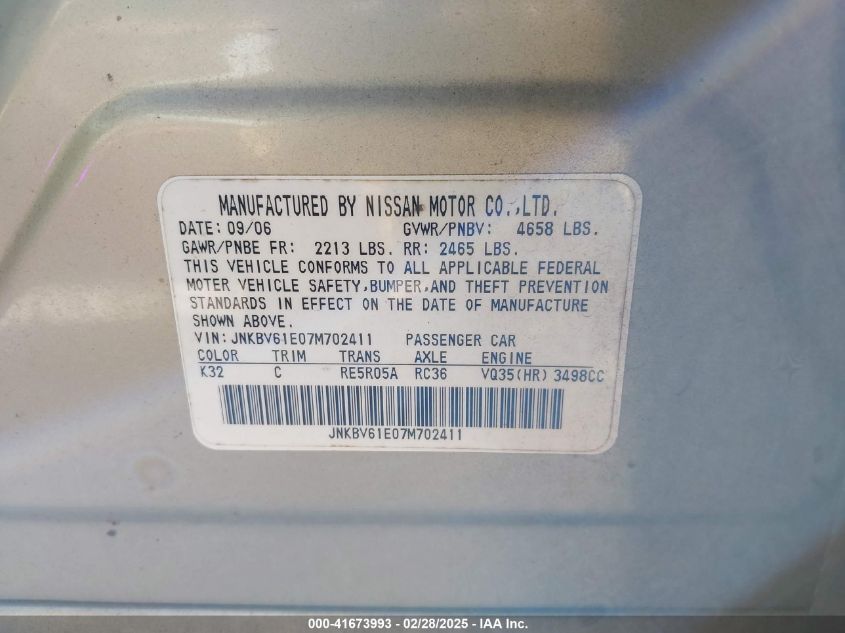 MANUFACTURED BY NISSAN MOTOR CO.,LTD.
DATE: 09/06 GVWR/PNBV: 4658 LBS.
GAWR/PNBE FR: 2213 LBS. RR: 2465 LBS.
THIS VEHICLE CONFORMS TO ALL APPLICABLE FEDERAL
MOTOR VEHICLE SAFETY,BUMPER,AND THEFT PREVENTION
STANDARDS IN EFFECT ON THE DATE OF MANUFACTURE
SHOWN ABOVE.
VIN: JNKBV61E07M702411 PASSENGER CAR
COLOR TRIM TRANS AXLE ENGINE
K32 C RE5R05A RC36 VQ35(HR) 3498CC
JNKBV61E07M702411
000-41673993 - 02/28/2025 - IAA Inc.